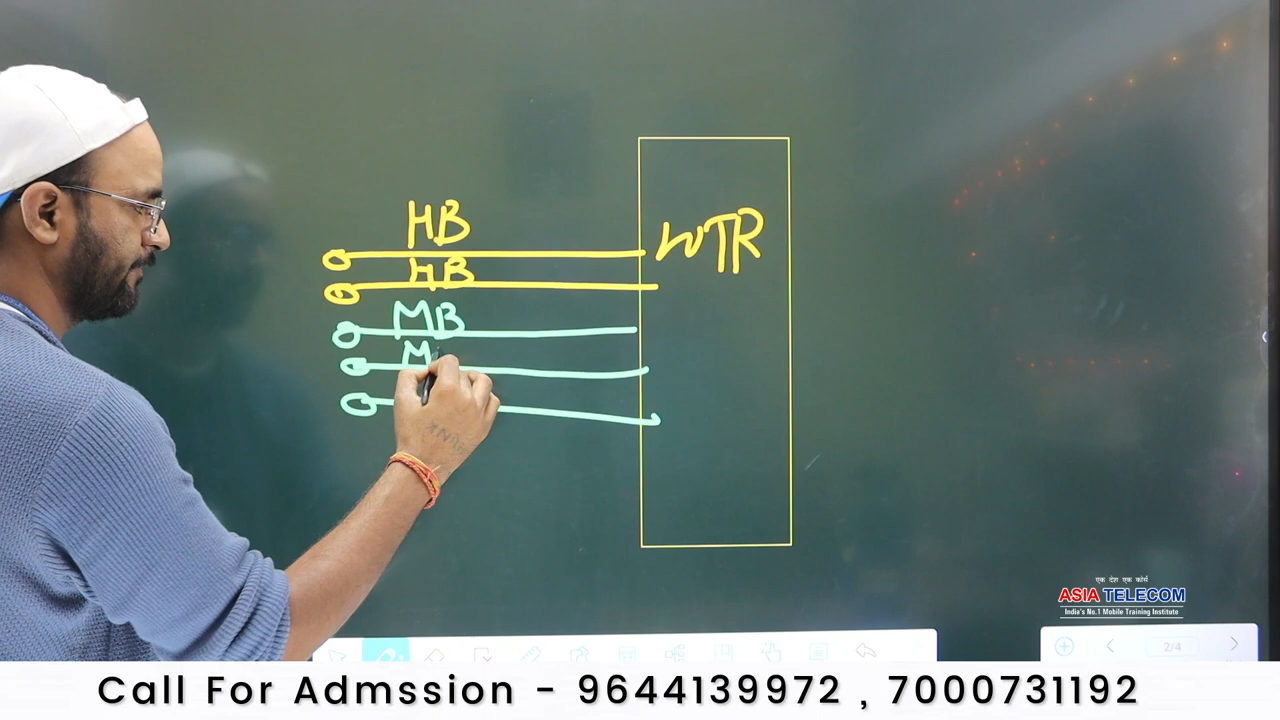 HB
WTR
HB
MB
M
एक देश एक कोर्स
ASIA TELECOM
India's No.1 Mobile Training Institute
2/4
Call For Admssion - 9644139972 , 7000731192